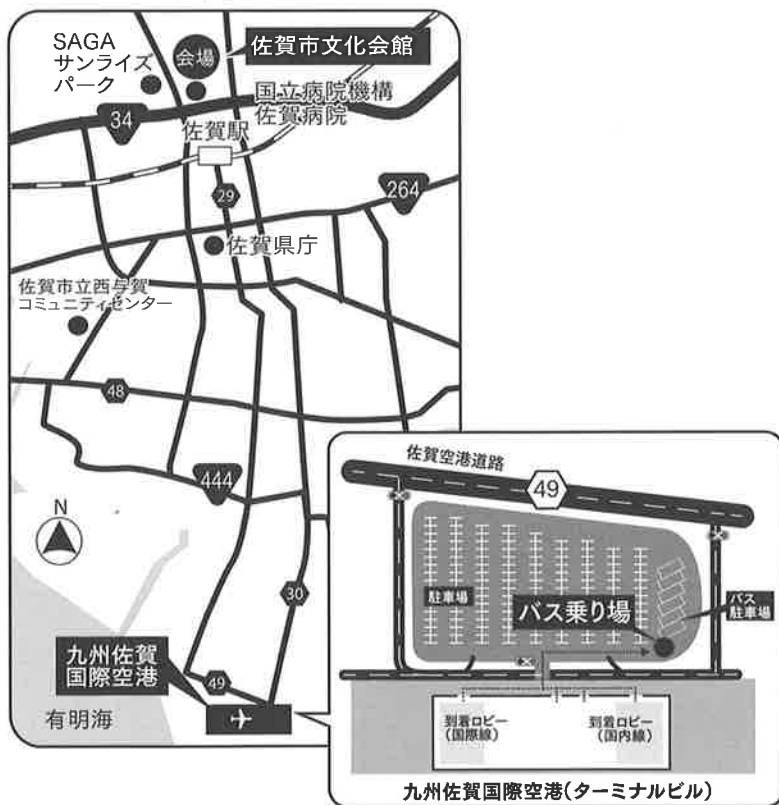 SAGA
サンライズ
パーク
会場
佐賀市文化会館
国立病院機構
佐賀病院
34
佐賀駅
29
264
佐賀県庁
佐賀市立西与賀
コミュニティセンター
48
444
N
30
九州佐賀
国際空港
49
有明海
佐賀空港道路
49
駐車場
バス乗り場
バス
駐車場
到着ロビー
(国際線)
到着ロビー
(国内線)
九州佐賀国際空港(ターミナルビル)